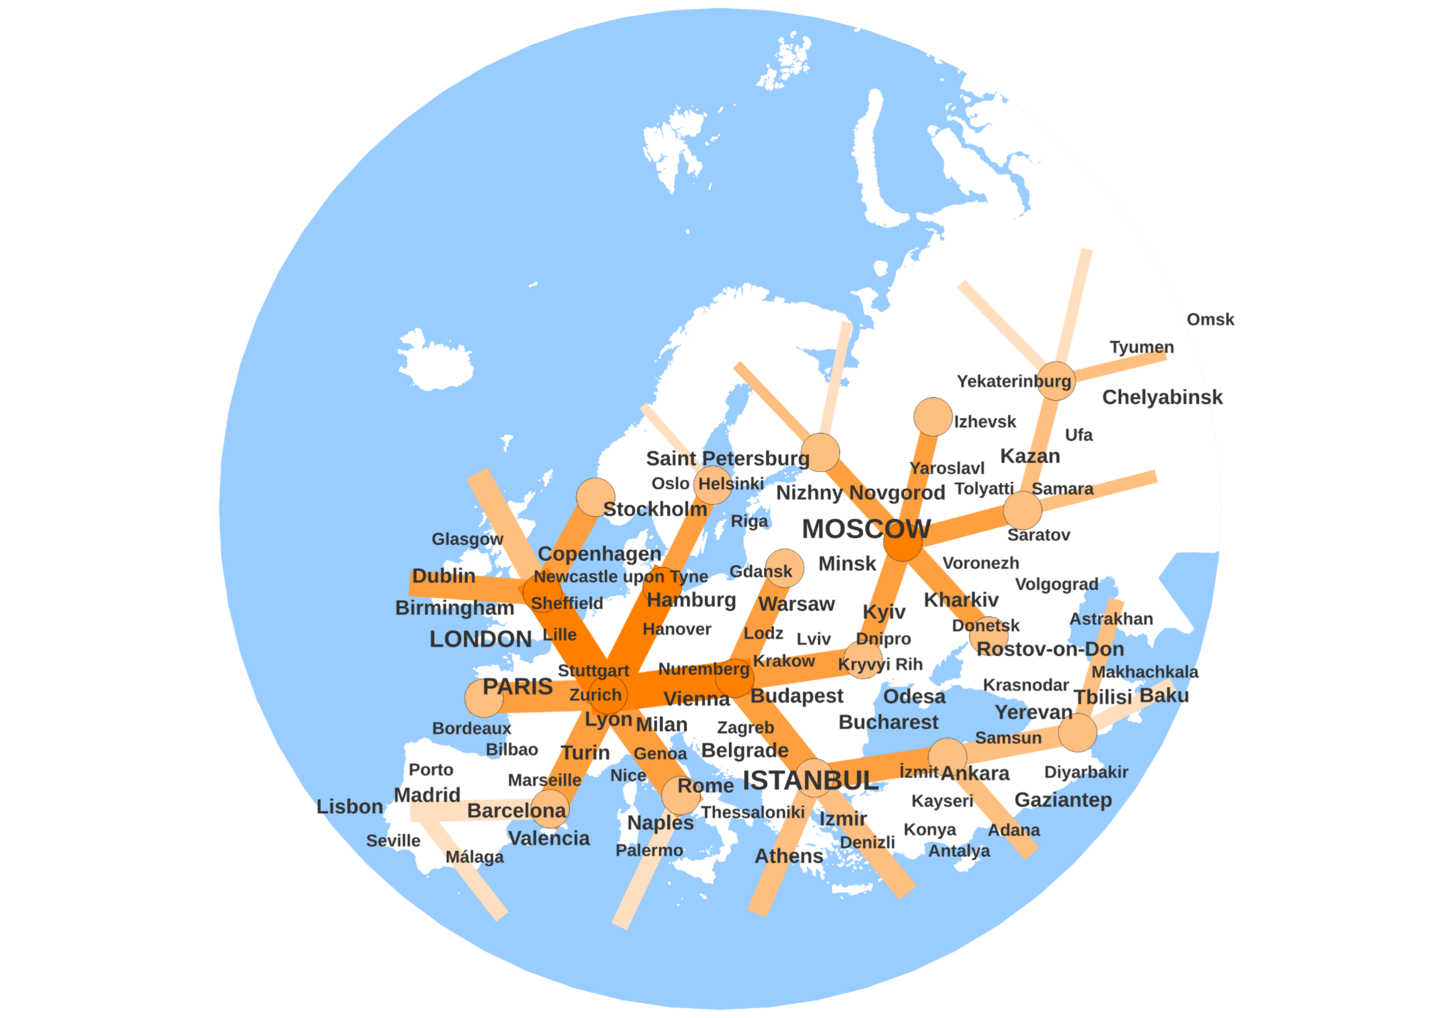 Omsk
Tyumen
Yekaterinburg
Chelyabinsk
Izhevsk
Ufa
Kazan
Saint Petersburg
Yaroslavl
Oslo
Helsinki
Nizhny Novgorod
Tolyatti
Samara
Stockholm
Riga
MOSCOW
Saratov
Glasgow
Copenhagen
Minsk
Voronezh
Dublin
Newcastle upon Tyne
Gdansk
Volgograd
Birmingham
Sheffield
Hamburg
Warsaw
Kyiv
Kharkiv
Astrakhan
LONDON
Lille
Hanover
Lodz
Lviv
Dnipro
Donetsk
Rostov-on-Don
Stuttgart
Nuremberg
Krakow
Kryvyi Rih
Makhachkala
PARIS
Zurich
Vienna
Budapest
Odesa
Krasnodar
Tbilisi
Baku
Bordeaux
Lyon
Milan
Zagreb
Bucharest
Yerevan
Bilbao
Turin
Genoa
Belgrade
Samsun
Porto
Marseille
Nice
Rome
ISTANBUL
İzmit
Ankara
Diyarbakir
Lisbon
Madrid
Barcelona
Naples
Thessaloniki
Izmir
Kayseri
Gaziantep
Seville
Valencia
Palermo
Athens
Denizli
Konya
Adana
Málaga
Antalya